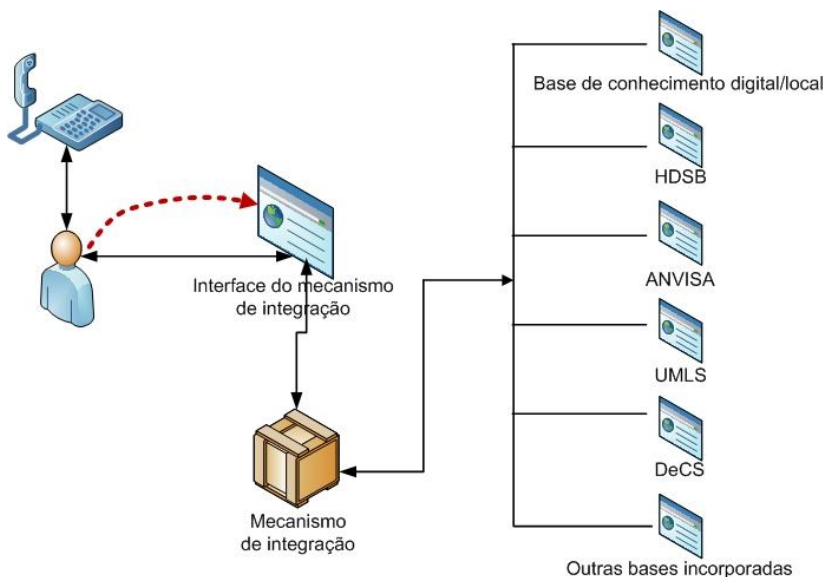 Base de conhecimento digital/local
HDSB
ANVISA
Interface do mecanismo
de integração
UMLS
DeCS
Mecanismo
de integração
Outras bases incorporadas